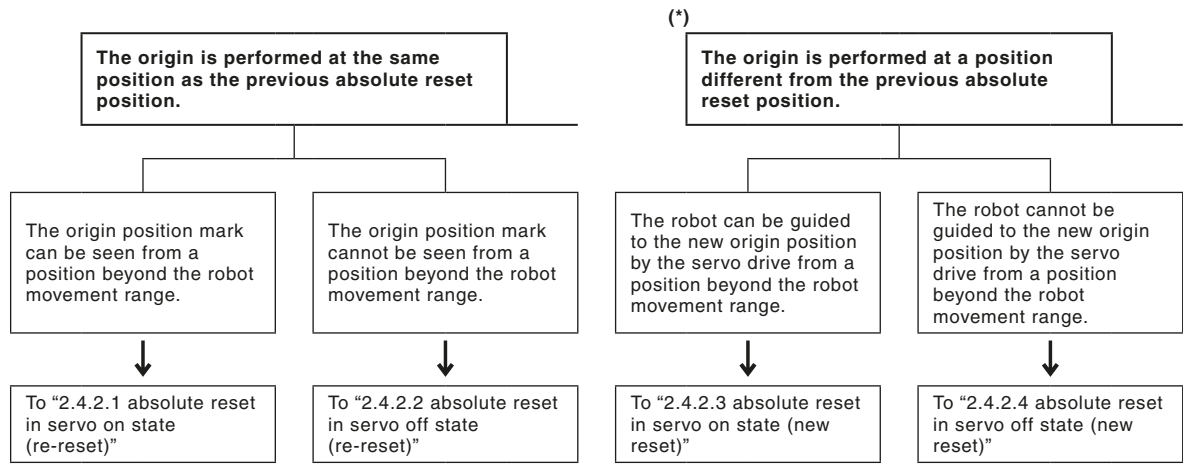 (*)
The origin is performed at the same
position as the previous absolute reset
position.
The origin is performed at a position
different from the previous absolute
reset position.
The origin position mark
can be seen from a
position beyond the robot
movement range.
The origin position mark
cannot be seen from a
position beyond the robot
movement range.
The robot can be guided
to the new origin position
by the servo drive from a
position beyond the robot
movement range.
The robot cannot be
guided to the new origin
position by the servo
drive from a position
beyond the robot
movement range.
To “2.4.2.1 absolute reset
in servo on state
(re-reset)”
To “2.4.2.2 absolute reset
in servo off state
(re-reset)”
To “2.4.2.3 absolute reset
in servo on state (new
reset)”
To “2.4.2.4 absolute reset
in servo off state (new
reset)”